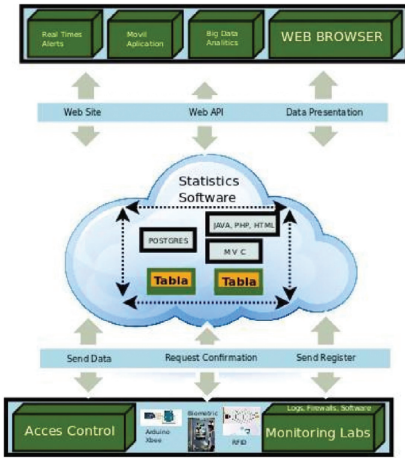 Real Times
Alerts
Movil
Aplication
Big Data
Analitics
WEB BROWSER
Web Site
Web API
Data Presentation
Statistics
Software
JAVA, PHP, HTML
POSTGRES
M V C
Tabla
Tabla
Send Data
Request Confirmation
Send Register
Logs, Firewalls, Software
Acces Control
Arduino
Xbee
Biometric
RFID
Monitoring Labs